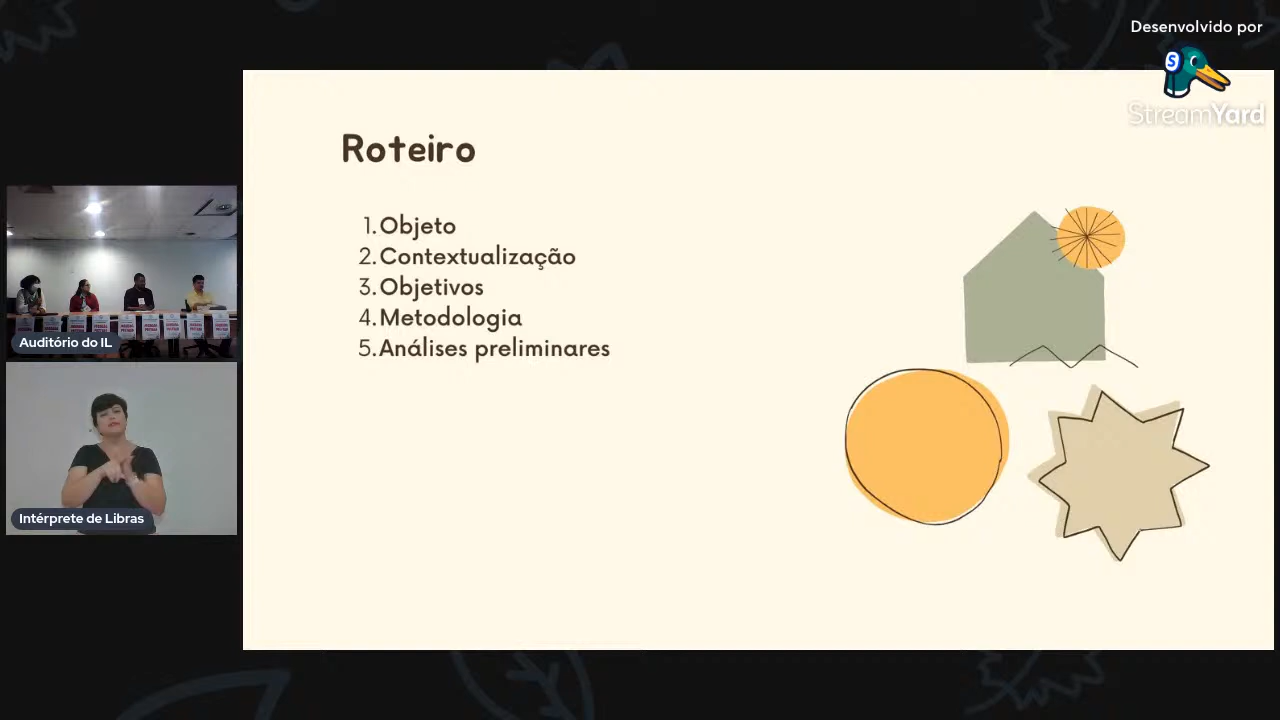 Desenvolvido por
StreamYard
Roteiro
1. Objeto
2. Contextualização
3. Objetivos
4. Metodologia
5. Análises preliminares
Auditório do IL
Intérprete de Libras